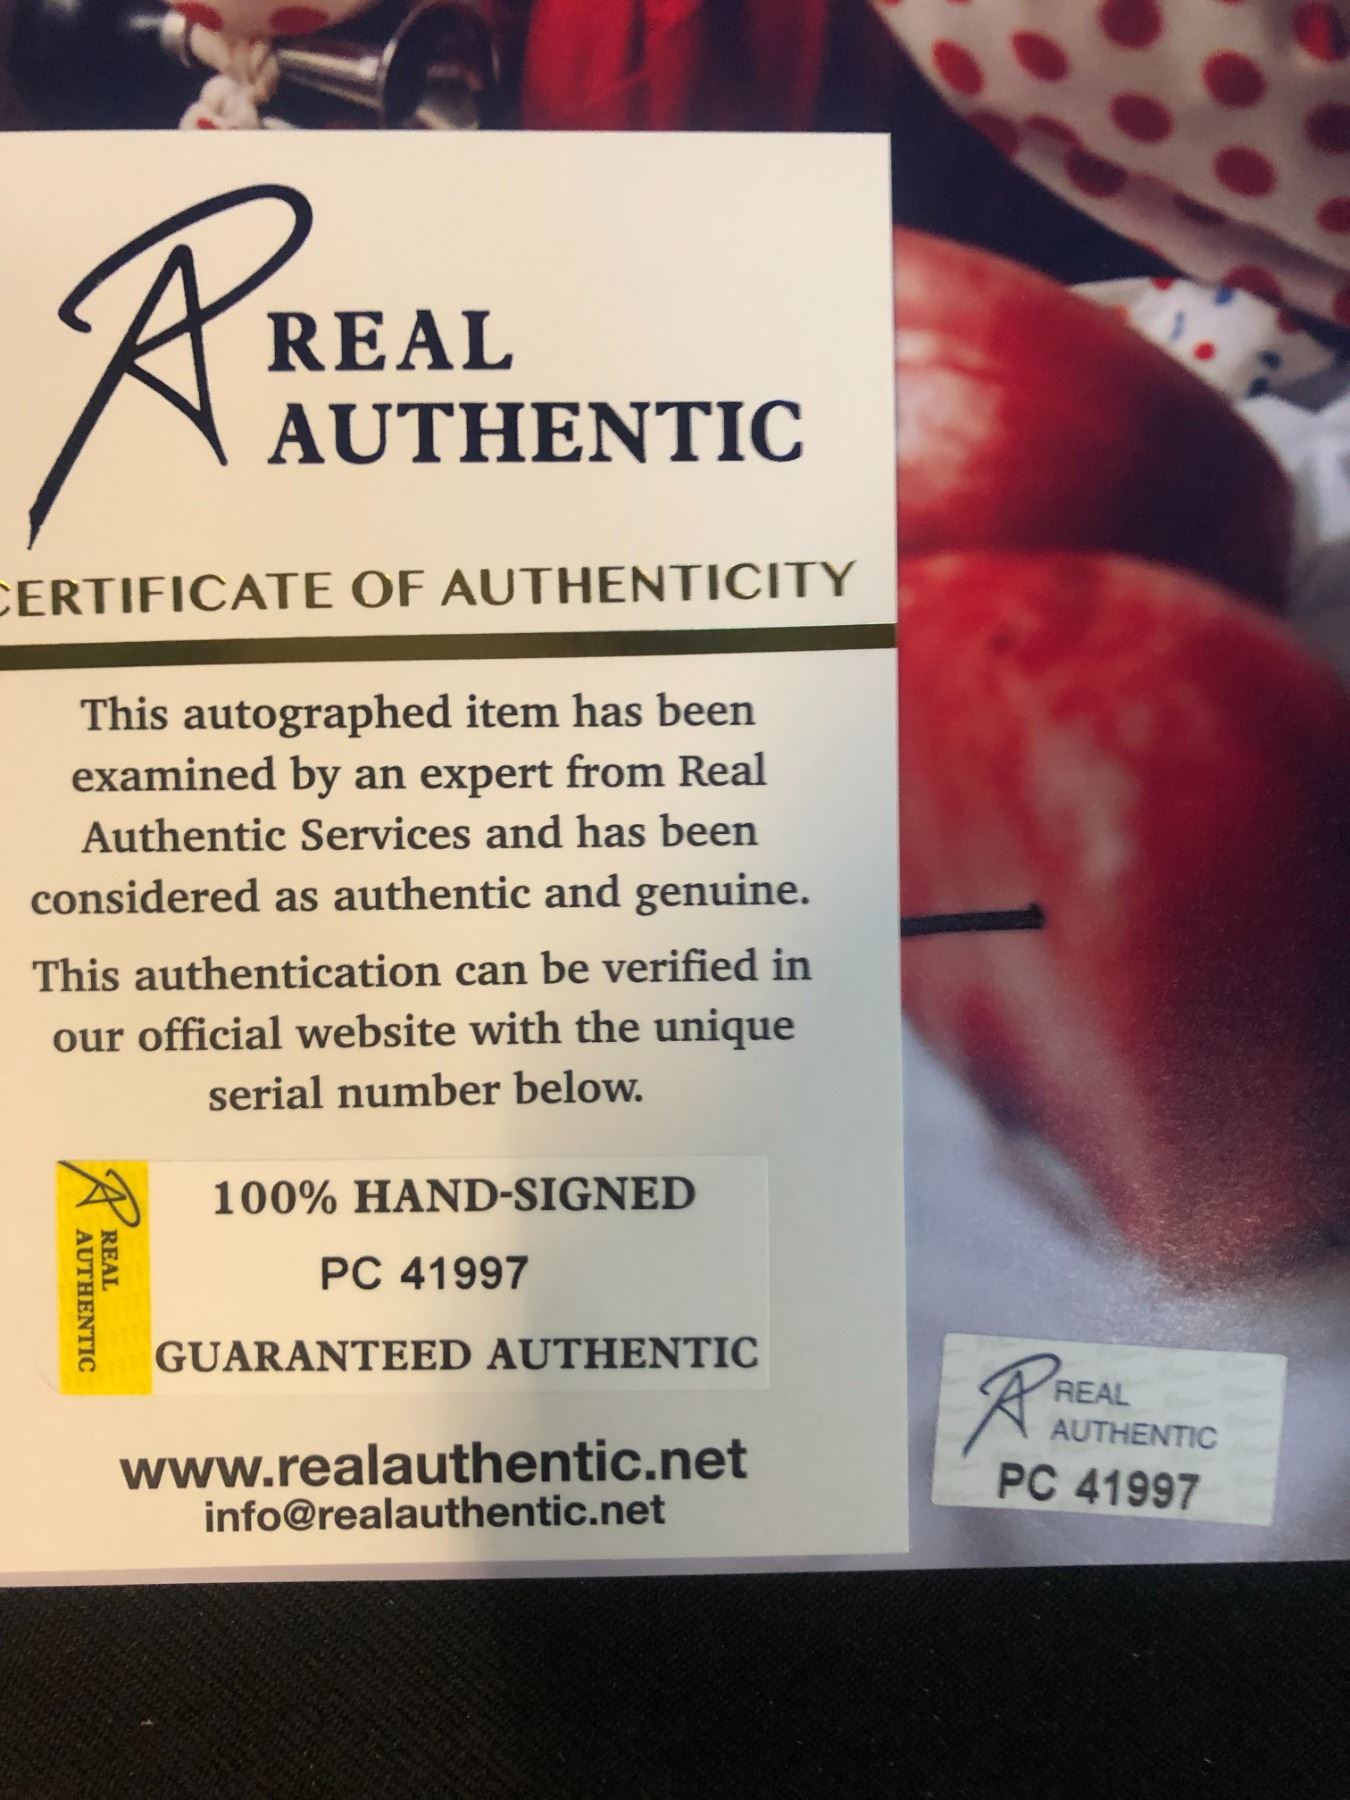 REAL
AUTHENTIC
CERTIFICATE OF AUTHENTICITY
This autographed item has been
examined by an expert from Real
Authentic Services and has been
considered as authentic and genuine.
This authentication can be verified in
our official website with the unique
serial number below.
REAL
AUTHENTIC
100% HAND-SIGNED
PC 41997
GUARANTEED AUTHENTIC
www.realauthentic.net
info@realauthentic.net
REAL
AUTHENTIC
PC 41997